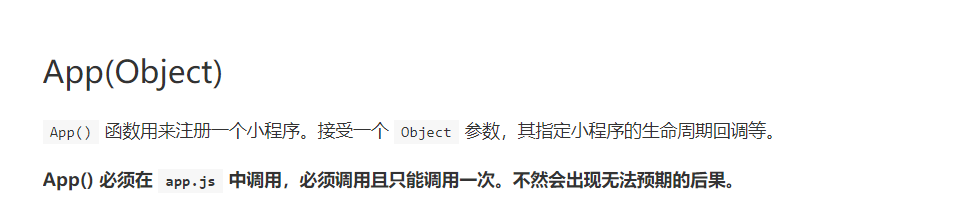 App(Object)
App() 函数用来注册一个小程序。接受一个 Object 参数，其指定小程序的生命周期回调等。
App() 必须在 app.js 中调用，必须调用且只能调用一次。不然会出现无法预期的后果。